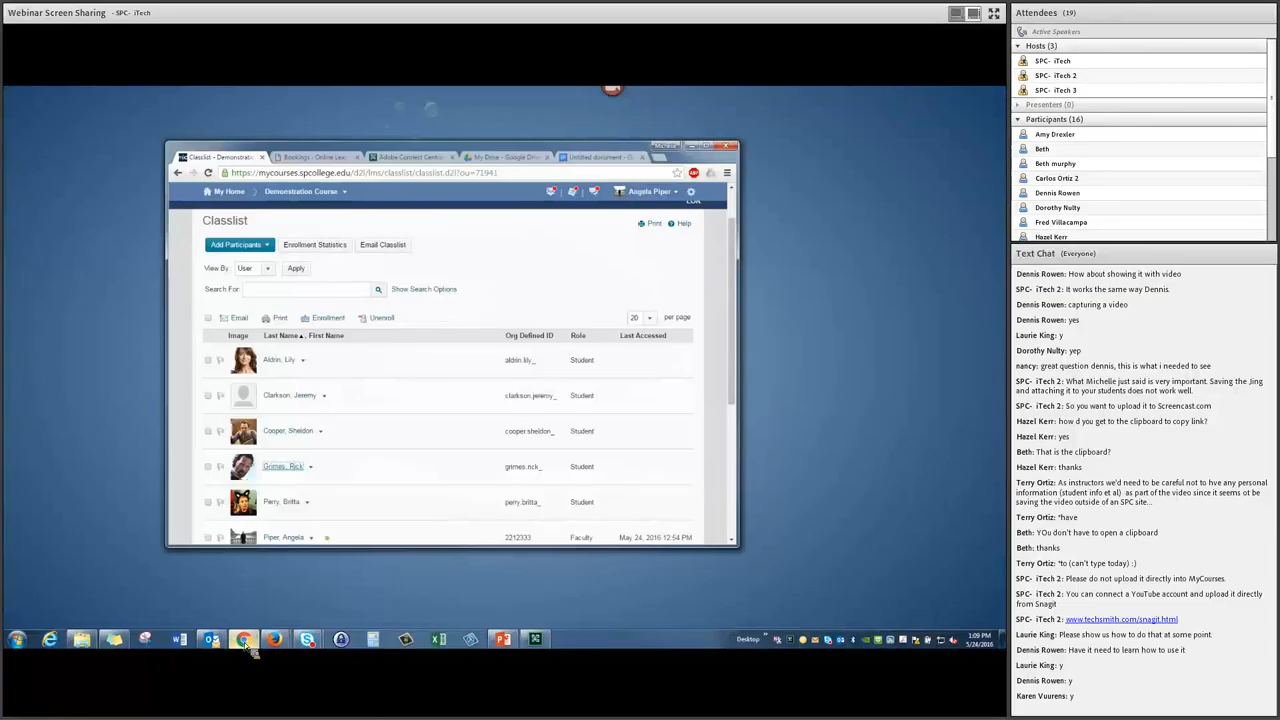 Webinar Screen Sharing - SPC- iTech
Classlist - Demonstrati
Bookings - Online Lea
Adobe Connect Centra
My Drive - Google Driv
Untitled document - G
https://mycourses.spcollege.edu/d2l/lms/classlist/classlist.d2l?ou=71941
My Home
Demonstration Course
Angela Piper
Classlist
Print
Help
Add Participants
Enrollment Statistics
Email Classlist
View By
User
Apply
Search For:
Show Search Options
Email
Print
Enrollment
Unenroll
20
per page
Image
Last Name ▲, First Name
Org Defined ID
Role
Last Accessed
Aldrin, Lily
aldrin.lily_
Student
Clarkson, Jeremy
clarkson.jeremy_
Student
Cooper, Sheldon
cooper.sheldon_
Student
Grimes, Rick
grimes.rick_
Student
Perry, Britta
perry.britta_
Student
Piper, Angela
2212333
Faculty
May 24, 2016 12:54 PM
Desktop
1:09 PM
5/24/2016
Attendees (19)
Active Speakers
Hosts (3)
SPC- iTech
SPC- iTech 2
SPC- iTech 3
Presenters (0)
Participants (16)
Amy Drexler
Beth
Beth murphy
Carlos Ortiz 2
Dennis Rowen
Dorothy Nulty
Fred Villacampa
Hazel Kerr
Text Chat (Everyone)
Dennis Rowen: How about showing it with video
SPC- iTech 2: It works the same way Dennis.
Dennis Rowen: capturing a video
Dennis Rowen: yes
Laurie King: y
Dorothy Nulty: yep
nancy: great question dennis, this is what i needed to see
SPC- iTech 2: What Michelle just said is very important. Saving the Jing
and attaching it to your students does not work well.
SPC- iTech 2: So you want to upload it to Screencast.com
Hazel Kerr: how d you get to the clipboard to copy link?
Hazel Kerr: yes
Beth: That is the clipboard?
Hazel Kerr: thanks
Terry Ortiz: As instructors we'd need to be careful not to hve any personal
information (student info et al) as part of the video since it seems ot be
saving the video outside of an SPC site...
Terry Ortiz: *have
Beth: YOu don't have to open a clipboard
Beth: thanks
Terry Ortiz: *to (can't type today) :)
SPC- iTech 2: Please do not upload it directly into MyCourses.
SPC- iTech 2: You can connect a YouTube account and upload it directly
from Snagit
SPC- iTech 2: www.techsmith.com/snagit.html
Laurie King: Please show us how to do that at some point.
Dennis Rowen: Have it need to learn how to use it
Laurie King: y
Dennis Rowen: y
Karen Vuurens: y